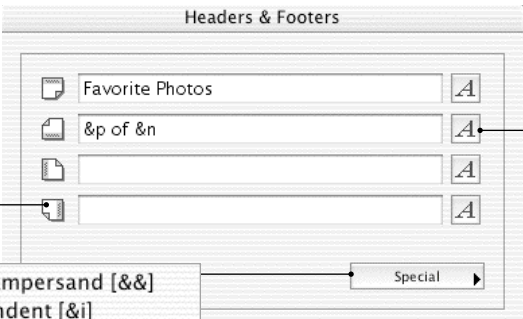 Headers & Footers
Favorite Photos
A
&p of &n
A
A
A
Special
mpersand [&&]
ndent [&i]